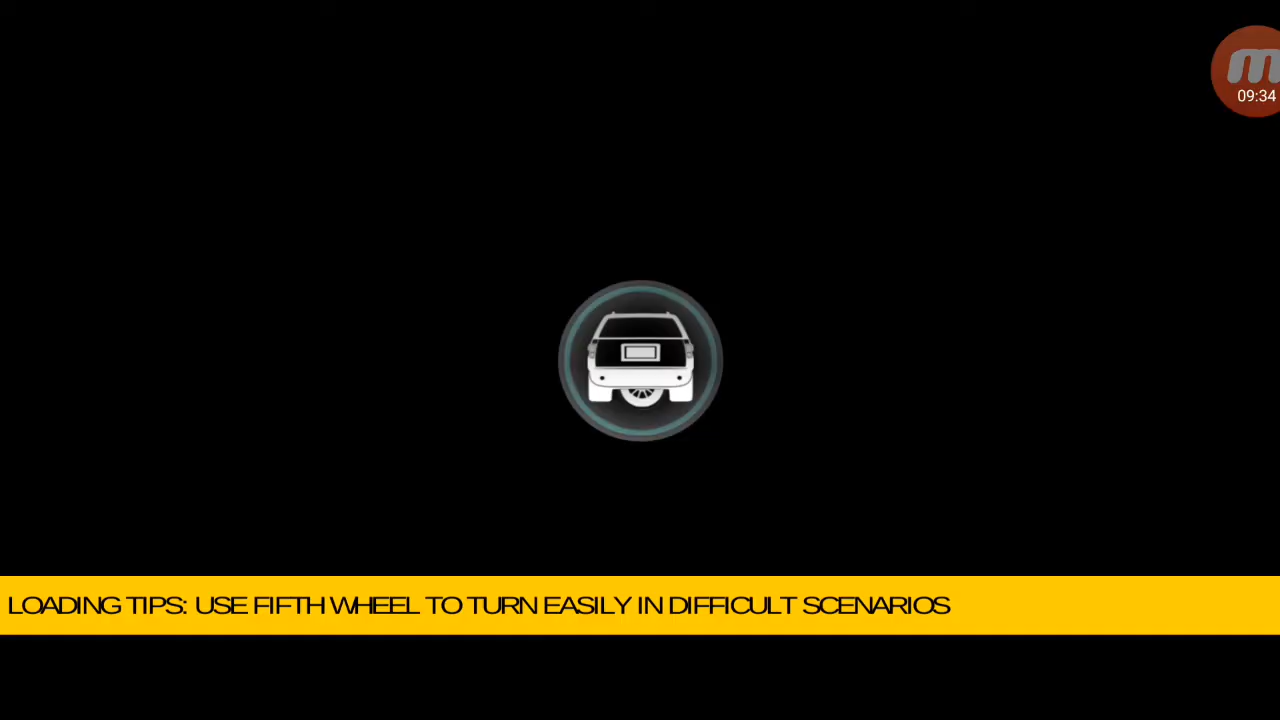 09:34
LOADING TIPS: USE FIFTH WHEEL TO TURN EASILY IN DIFFICULT SCENARIOS